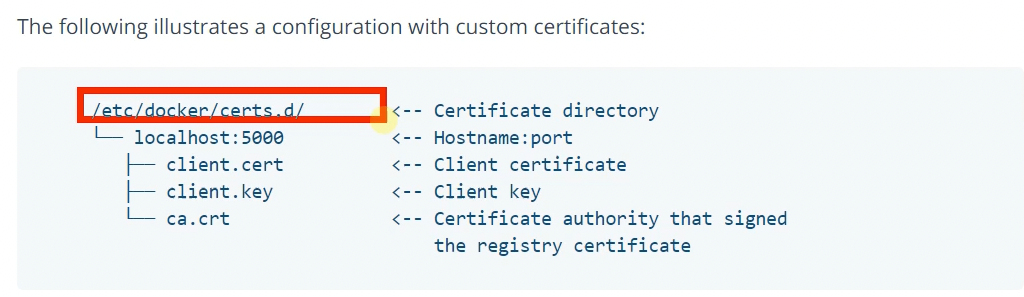 The following illustrates a configuration with custom certificates:
/etc/docker/certs.d/ <-- Certificate directory
└── localhost:5000 <-- Hostname:port
├── client.cert <-- Client certificate
├── client.key <-- Client key
└── ca.crt <-- Certificate authority that signed
the registry certificate